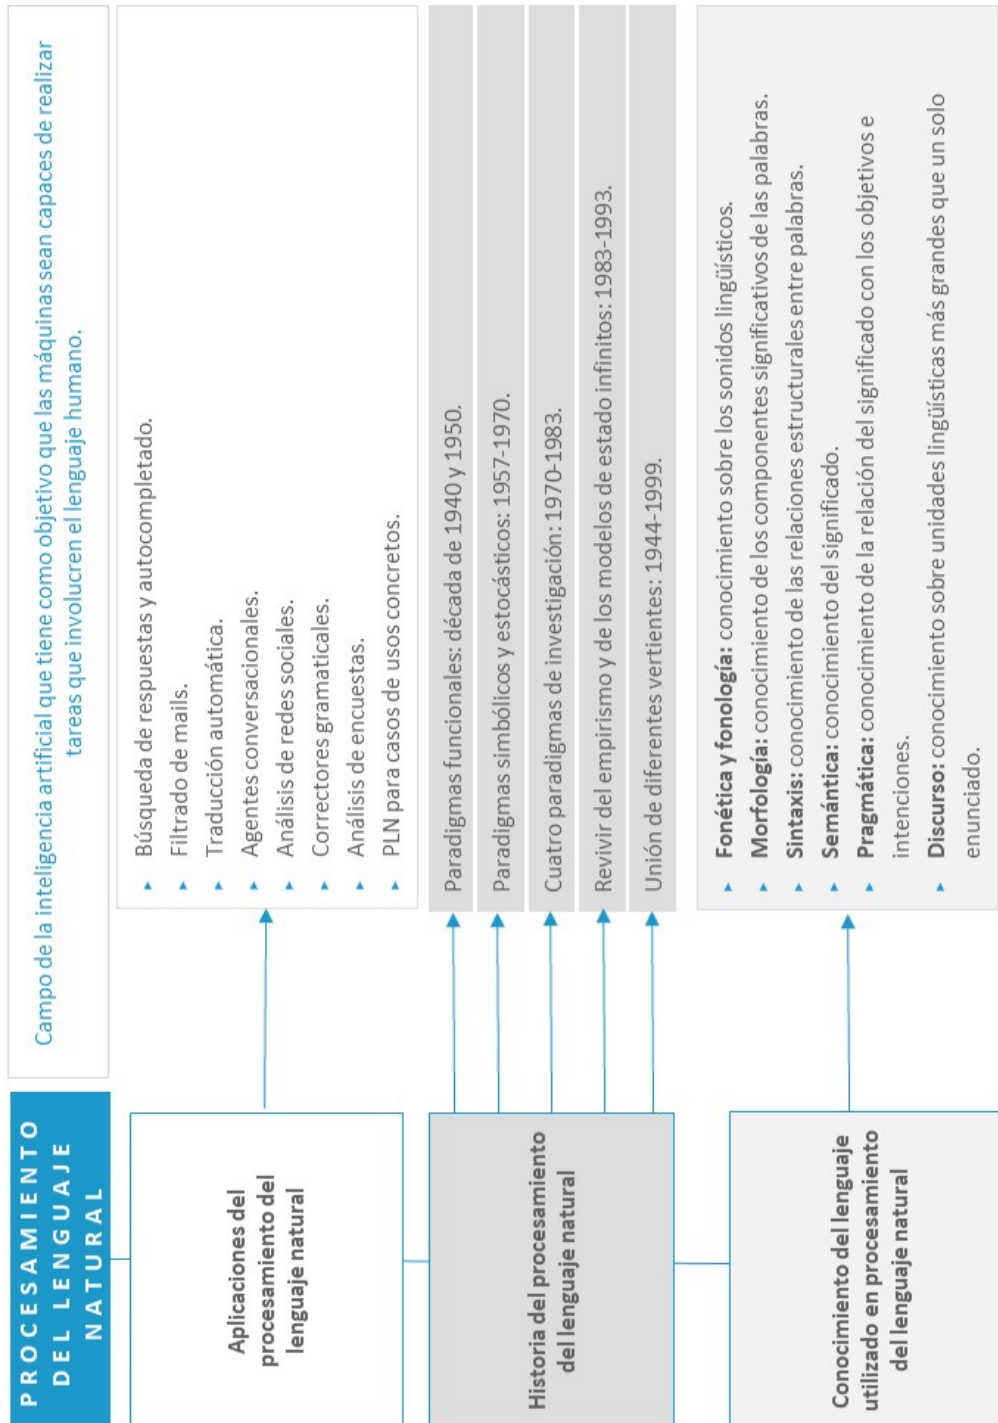 PROCESAMIENTO
DEL LENGUAJE
NATURAL
Campo de la inteligencia artificial que tiene como objetivo que las máquinas sean capaces de realizar
tareas que involucren el lenguaje humano.
Aplicaciones del
procesamiento del
lenguaje natural
Búsqueda de respuestas y autocompletado.
Filtrado de mails.
Traducción automática.
Agentes conversacionales.
Análisis de redes sociales.
Correctores gramaticales.
Análisis de encuestas.
PLN para casos de usos concretos.
Historia del procesamiento
del lenguaje natural
Paradigmas funcionales: década de 1940 y 1950.
Paradigmas simbólicos y estocásticos: 1957-1970.
Cuatro paradigmas de investigación: 1970-1983.
Revivir del empirismo y de los modelos de estado infinitos: 1983-1993.
Unión de diferentes vertientes: 1944-1999.
Conocimiento del lenguaje
utilizado en procesamiento
del lenguaje natural
Fonética y fonología: conocimiento sobre los sonidos lingüísticos.
Morfología: conocimiento de los componentes significativos de las palabras.
Sintaxis: conocimiento de las relaciones estructurales entre palabras.
Semántica: conocimiento del significado.
Pragmática: conocimiento de la relación del significado con los objetivos e
intenciones.
Discurso: conocimiento sobre unidades lingüísticas más grandes que un solo
enunciado.